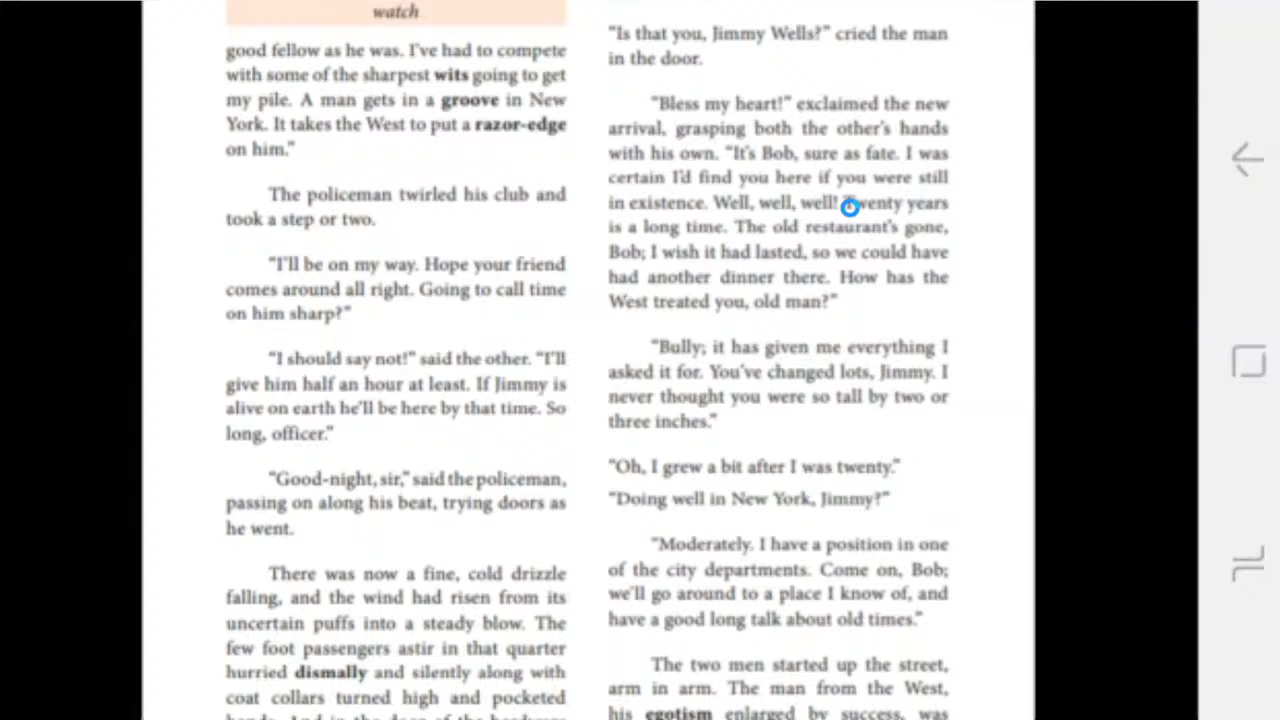 watch
good fellow as he was. I've had to compete
with some of the sharpest wits going to get
my pile. A man gets in a groove in New
York. It takes the West to put a razor-edge
on him."
The policeman twirled his club and
took a step or two.
"I'll be on my way. Hope your friend
comes around all right. Going to call time
on him sharp?"
"I should say not!" said the other. "I'll
give him half an hour at least. If Jimmy is
alive on earth he'll be here by that time. So
long, officer."
"Good-night, sir," said the policeman,
passing on along his beat, trying doors as
he went.
There was now a fine, cold drizzle
falling, and the wind had risen from its
uncertain puffs into a steady blow. The
few foot passengers astir in that quarter
hurried dismally and silently along with
coat collars turned high and pocketed
"Is that you, Jimmy Wells?" cried the man
in the door.
"Bless my heart!" exclaimed the new
arrival, grasping both the other's hands
with his own. "It's Bob, sure as fate. I was
certain I'd find you here if you were still
in existence. Well, well, well! Twenty years
is a long time. The old restaurant's gone,
Bob; I wish it had lasted, so we could have
had another dinner there. How has the
West treated you, old man?"
"Bully; it has given me everything I
asked it for. You've changed lots, Jimmy. I
never thought you were so tall by two or
three inches."
"Oh, I grew a bit after I was twenty."
"Doing well in New York, Jimmy?"
"Moderately. I have a position in one
of the city departments. Come on, Bob;
we'll go around to a place I know of, and
have a good long talk about old times."
The two men started up the street,
arm in arm. The man from the West,
his egotism enlarged by success, was